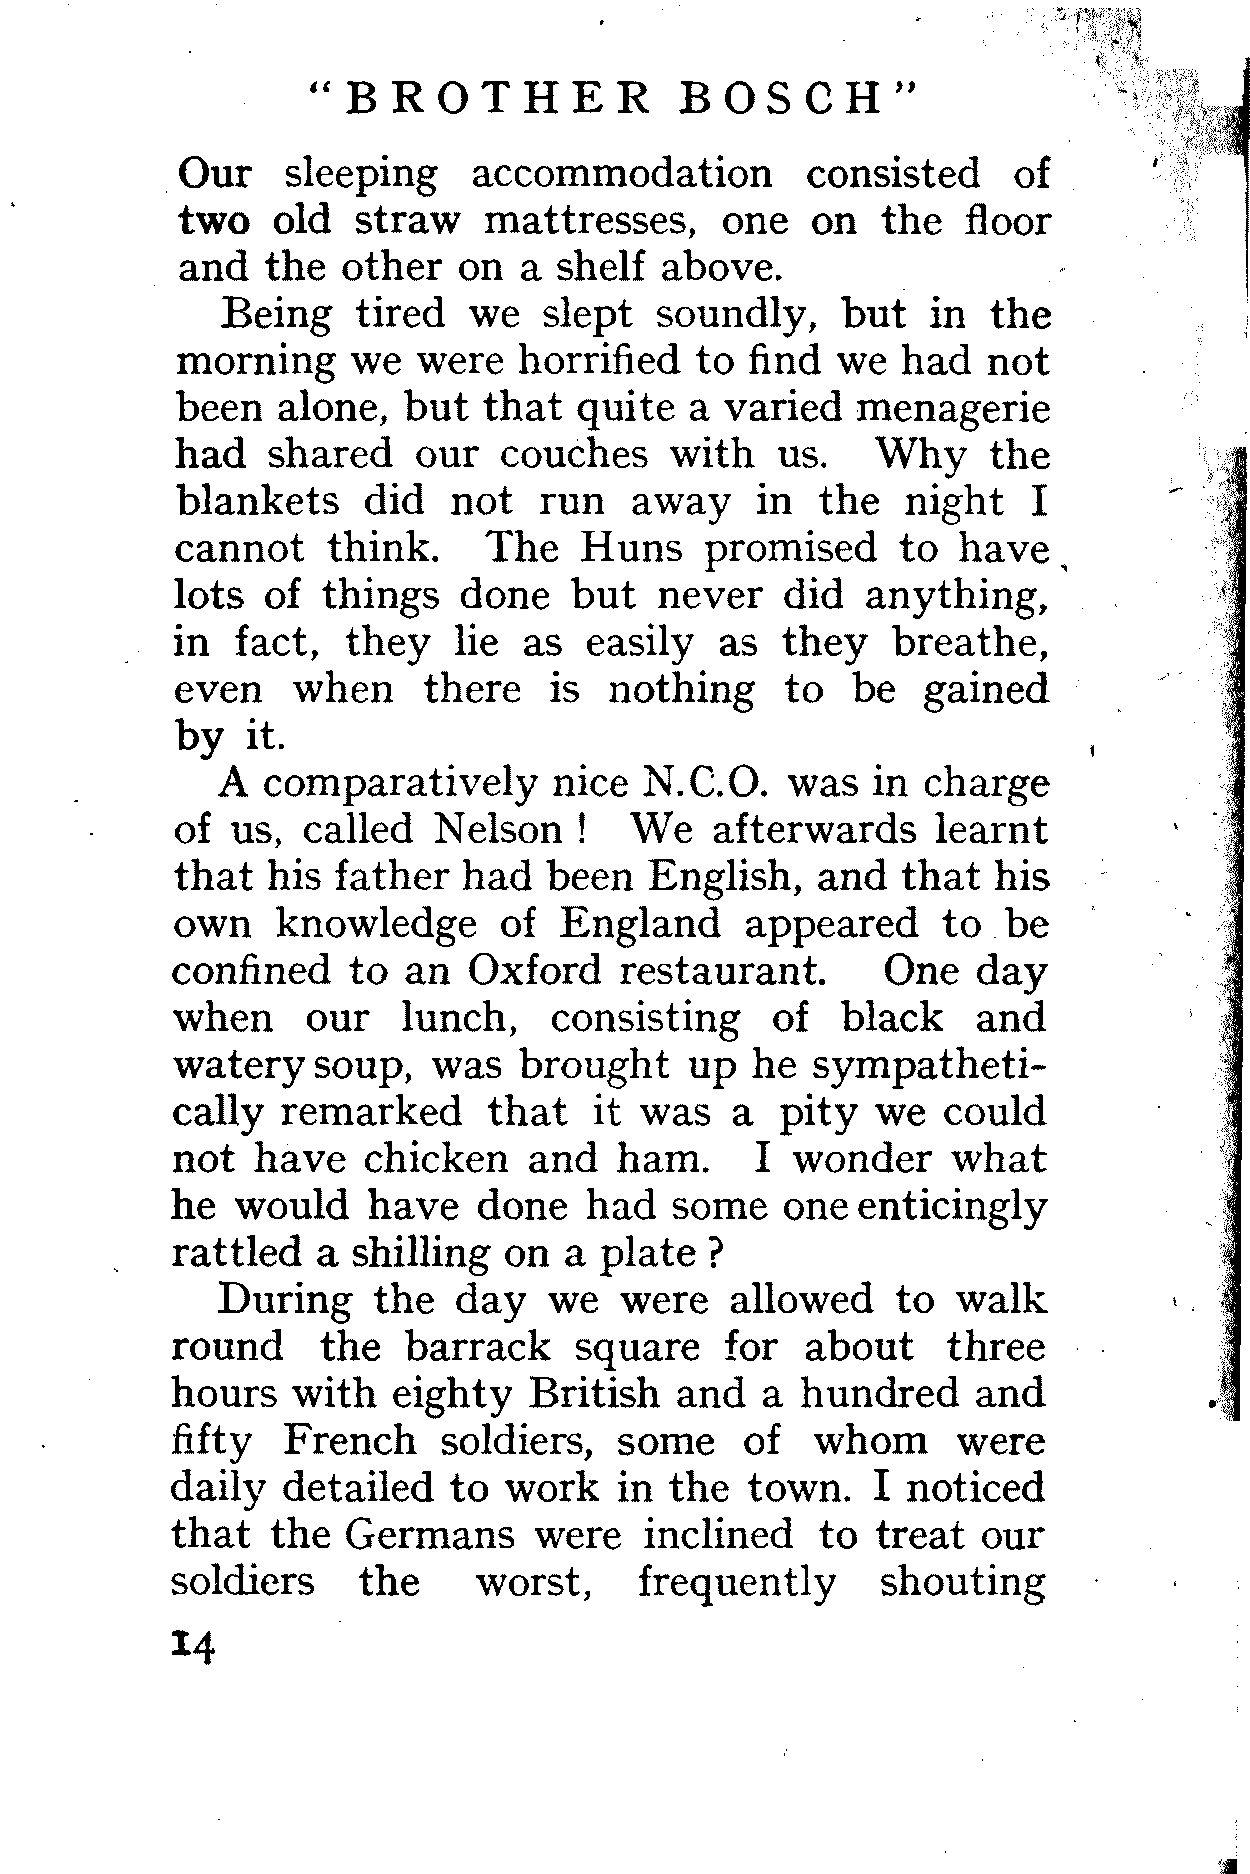 "BROTHER BOSCH"
Our sleeping accommodation consisted of
two old straw mattresses, one on the floor
and the other on a shelf above.
Being tired we slept soundly, but in the
morning we were horrified to find we had not
been alone, but that quite a varied menagerie
had shared our couches with us. Why the
blankets did not run away in the night I
cannot think. The Huns promised to have
lots of things done but never did anything,
in fact, they lie as easily as they breathe,
even when there is nothing to be gained
by it.
A comparatively nice N.C.O. was in charge
of us, called Nelson ! We afterwards learnt
that his father had been English, and that his
own knowledge of England appeared to be
confined to an Oxford restaurant. One day
when our lunch, consisting of black and
watery soup, was brought up he sympatheti-
cally remarked that it was a pity we could
not have chicken and ham. I wonder what
he would have done had some one enticingly
rattled a shilling on a plate ?
During the day we were allowed to walk
round the barrack square for about three
hours with eighty British and a hundred and
fifty French soldiers, some of whom were
daily detailed to work in the town. I noticed
that the Germans were inclined to treat our
soldiers the worst, frequently shouting
14